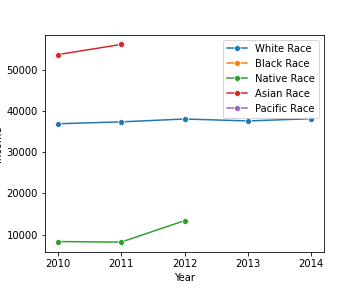 White Race
Black Race
Native Race
Asian Race
Pacific Race
50000
40000
30000
20000
10000
2010 2011 2012 2013 2014
Year